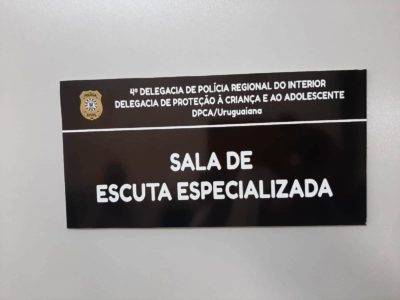 4ª DELEGACIA DE POLÍCIA REGIONAL DO INTERIOR
DELEGACIA DE PROTEÇÃO À CRIANÇA E AO ADOLESCENTE
DPCA/Uruguaiana
SALA DE
ESCUTA ESPECIALIZADA